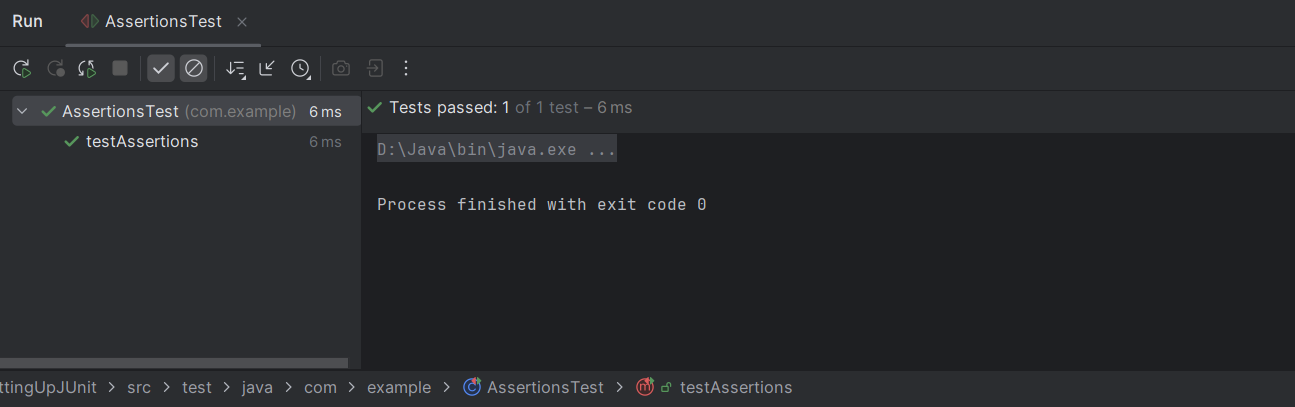 Run AssertionsTest
AssertionsTest (com.example) 6 ms
testAssertions 6 ms
Tests passed: 1 of 1 test – 6 ms
D:\Java\bin\java.exe ...
Process finished with exit code 0
ttingUpJUnit > src > test > java > com > example > AssertionsTest > testAssertions